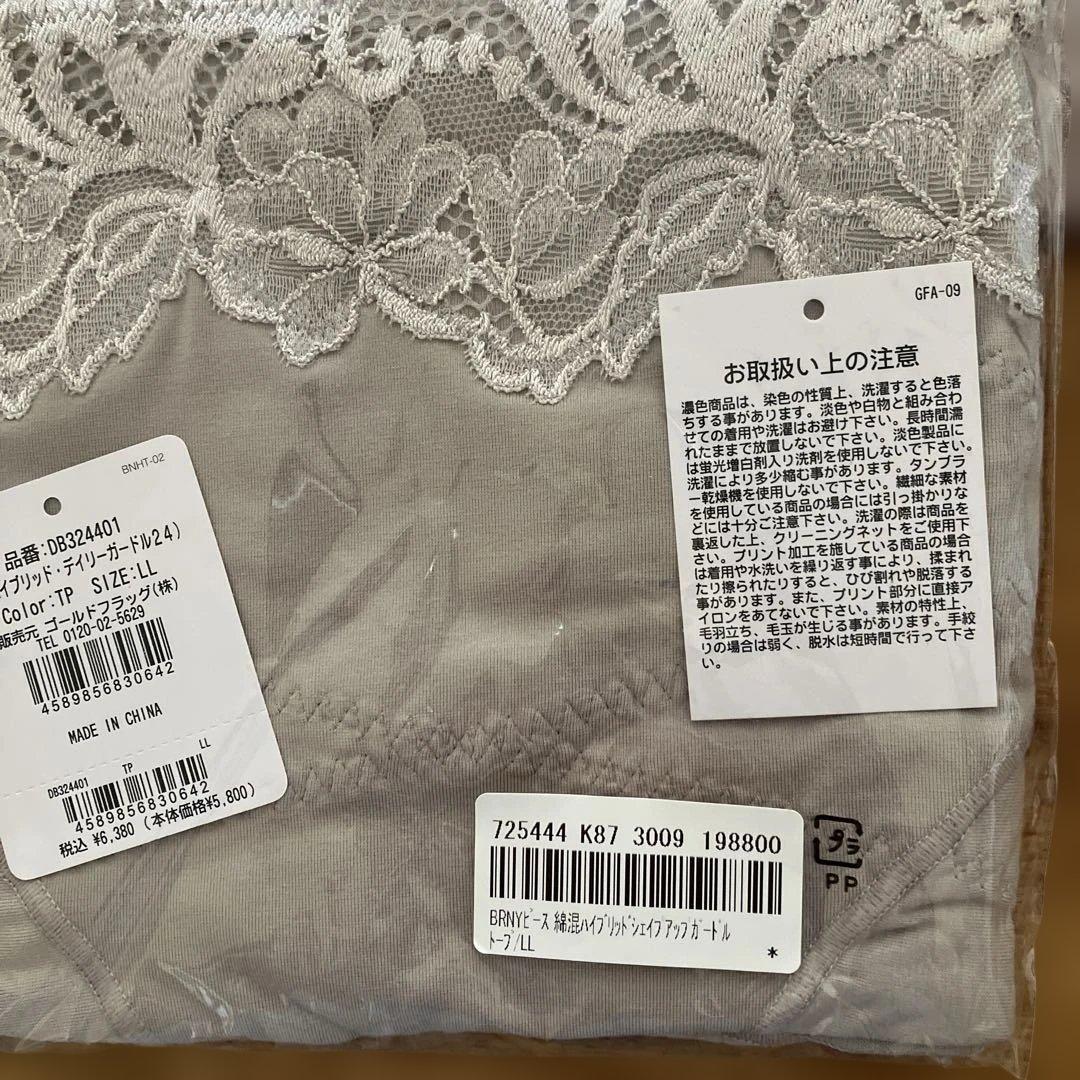 GFA-09
お取扱い上の注意
濃色商品は、染色の性質上、洗濯すると色落
ちする事があります。淡色や白物と組み合わ
せての着用や洗濯はお避け下さい。長時間濡
れたままで放置しないで下さい。淡色製品に
は蛍光増白剤入り洗剤を使用しないで下さい。
洗濯により多少縮む事があります。タンブラ
ー乾燥機を使用しないで下さい。繊細な素材
を使用している商品の場合には引っ掛かりな
どには十分ご注意下さい。洗濯の際は商品を
裏返した上、クリーニングネットをご使用下
さい。プリント加工を施している商品の場合
は着用や水洗いを繰り返す事により、揉まれ
たり擦られたりすると、ひび割れや脱落する
事があります。また、プリント部分に直接ア
イロンをあてないで下さい。素材の特性上、
毛羽立ち、毛玉が生じる事があります。手絞
りの場合は弱く、脱水は短時間で行って下さ
い。
BNHT-02
品番:DB324401
イブリッド・デイリーガードル24)
Color:TP SIZE:LL
販売元 ゴールドフラッグ(株)
TEL 0120-02-5629
4589856830642
MADE IN CHINA
DB324401 TP LL
4589856830642
税込 ¥6,380 (本体価格¥5,800)
725444 K87 3009 198800
BRNYﾋﾟｰｽ 綿混ﾊｲﾌﾞﾘｯﾄﾞｼｪｲﾌﾟｱｯﾌﾟｶﾞｰﾄﾞﾙ
ﾄｰﾌﾟ/LL
*
プラ
PP